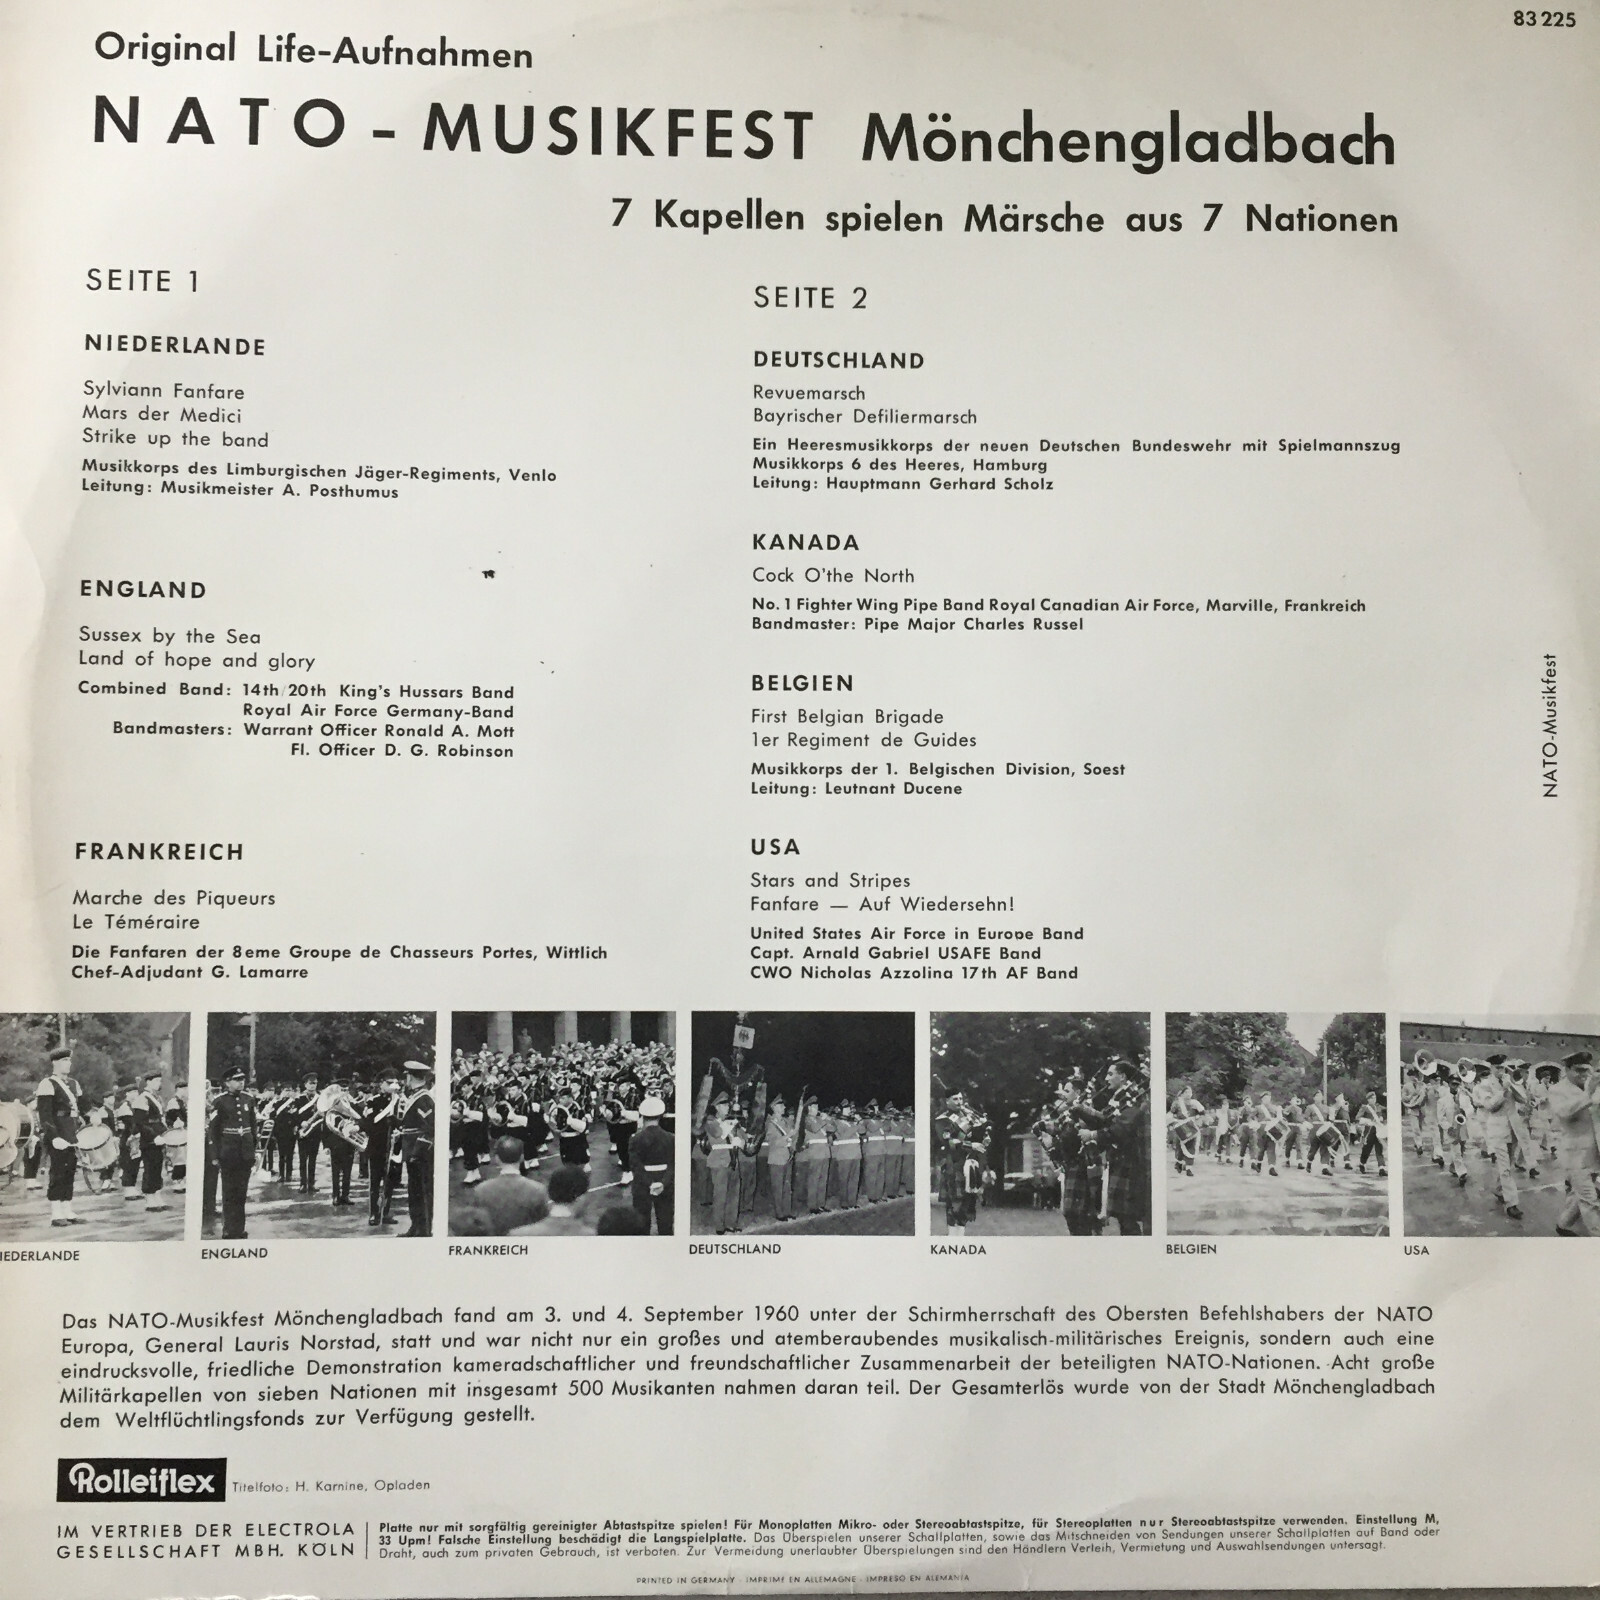 83 225
Original Life-Aufnahmen
NATO-MUSIKFEST Mönchengladbach
7 Kapellen spielen Märsche aus 7 Nationen
SEITE 1
NIEDERLANDE
Sylviann Fanfare
Mars der Medici
Strike up the band
Musikkorps des Limburgischen Jäger-Regiments, Venlo
Leitung: Musikmeister A. Posthumus
ENGLAND
Sussex by the Sea
Land of hope and glory
Combined Band: 14th/20th King's Hussars Band
Royal Air Force Germany-Band
Bandmasters: Warrant Officer Ronald A. Mott
Fl. Officer D. G. Robinson
FRANKREICH
Marche des Piqueurs
Le Téméraire
Die Fanfaren der 8eme Groupe de Chasseurs Portes, Wittlich
Chef-Adjudant G. Lamarre
SEITE 2
DEUTSCHLAND
Revuemarsch
Bayrischer Defiliermarsch
Ein Heeresmusikkorps der neuen Deutschen Bundeswehr mit Spielmannszug
Musikkorps 6 des Heeres, Hamburg
Leitung: Hauptmann Gerhard Scholz
KANADA
Cock O'the North
No. 1 Fighter Wing Pipe Band Royal Canadian Air Force, Marville, Frankreich
Bandmaster: Pipe Major Charles Russel
BELGIEN
First Belgian Brigade
1er Regiment de Guides
Musikkorps der 1. Belgischen Division, Soest
Leitung: Leutnant Ducene
USA
Stars and Stripes
Fanfare — Auf Wiedersehn!
United States Air Force in Europe Band
Capt. Arnald Gabriel USAFE Band
CWO Nicholas Azzolina 17th AF Band
NATO-Musikfest
IEDERLANDE
ENGLAND
FRANKREICH
DEUTSCHLAND
KANADA
BELGIEN
USA
Das NATO-Musikfest Mönchengladbach fand am 3. und 4. September 1960 unter der Schirmherrschaft des Obersten Befehlshabers der NATO
Europa, General Lauris Norstad, statt und war nicht nur ein großes und atemberaubendes musikalisch-militärisches Ereignis, sondern auch eine
eindrucksvolle, friedliche Demonstration kameradschaftlicher und freundschaftlicher Zusammenarbeit der beteiligten NATO-Nationen. Acht große
Militärkapellen von sieben Nationen mit insgesamt 500 Musikanten nahmen daran teil. Der Gesamterlös wurde von der Stadt Mönchengladbach
dem Weltflüchtlingsfonds zur Verfügung gestellt.
Rolleiflex
Titelfoto: H. Karnine, Opladen
IM VERTRIEB DER ELECTROLA
GESELLSCHAFT MBH. KÖLN
Platte nur mit sorgfältig gereinigter Abtastspitze spielen! Für Monoplatten Mikro- oder Stereoabtastspitze, für Stereoplatten nur Stereoabtastspitze verwenden. Einstellung M,
33 Upm! Falsche Einstellung beschädigt die Langspielplatte. Das Überspielen unserer Schallplatten, sowie das Mitschneiden von Sendungen unserer Schallplatten auf Band oder
Draht, auch zum privaten Gebrauch, ist verboten. Zur Vermeidung unerlaubter Überspielungen sind den Händlern Verleih, Vermietung und Auswahlsendungen untersagt.
PRINTED IN GERMANY · IMPRIMÉ EN ALLEMAGNE · IMPRESO EN ALEMANIA